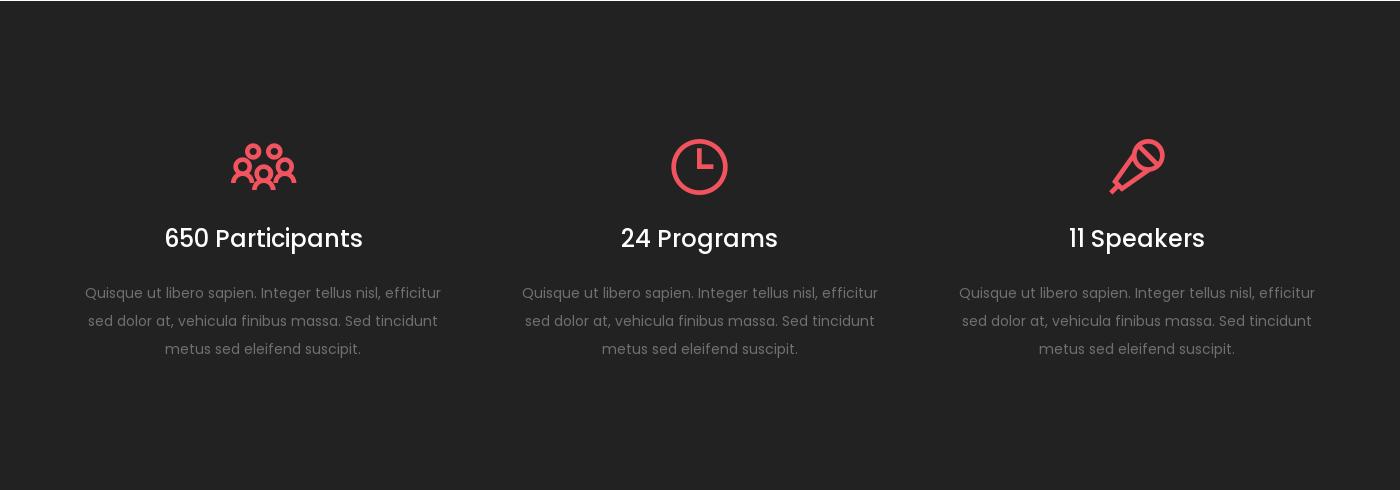 650 Participants
Quisque ut libero sapien. Integer tellus nisl, efficitur
sed dolor at, vehicula finibus massa. Sed tincidunt
metus sed eleifend suscipit.
24 Programs
Quisque ut libero sapien. Integer tellus nisl, efficitur
sed dolor at, vehicula finibus massa. Sed tincidunt
metus sed eleifend suscipit.
11 Speakers
Quisque ut libero sapien. Integer tellus nisl, efficitur
sed dolor at, vehicula finibus massa. Sed tincidunt
metus sed eleifend suscipit.